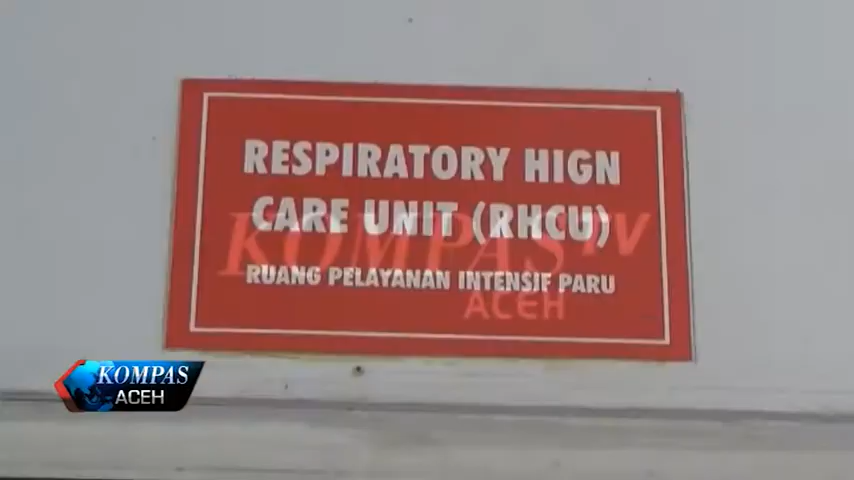 RESPIRATORY HIGN
CARE UNIT (RHCU)
KOMPAS TV
RUANG PELAYANAN INTENSIF PARU
ACEH
KOMPAS
ACEH